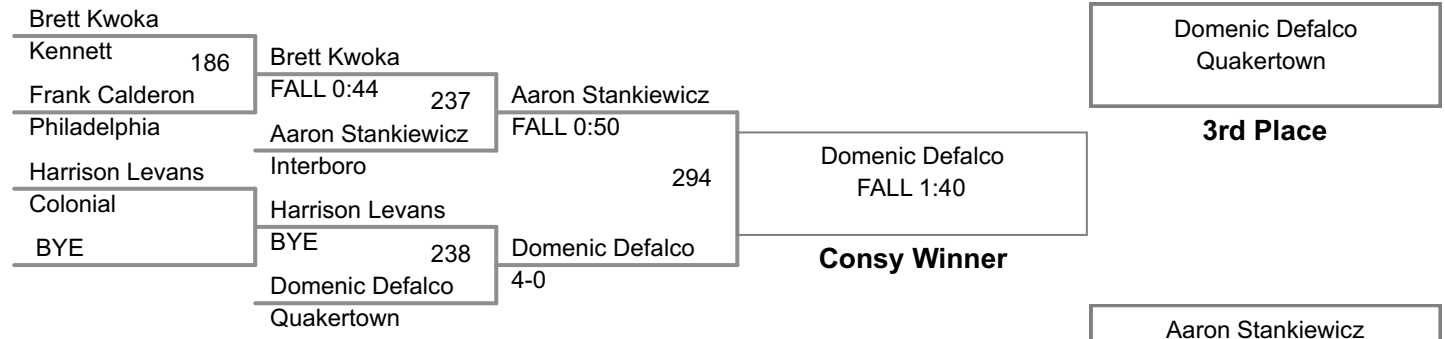 Brett Kwoka
Kennett
186
Frank Calderon
Philadelphia
Harrison Levans
Colonial
BYE
Brett Kwoka
FALL 0:44
237
Aaron Stankiewicz
Interboro
Harrison Levans
BYE
238
Domenic Defalco
Quakertown
Aaron Stankiewicz
FALL 0:50
294
Domenic Defalco
4-0
Domenic Defalco
FALL 1:40
Consy Winner
Domenic Defalco
Quakertown
3rd Place
Aaron Stankiewicz